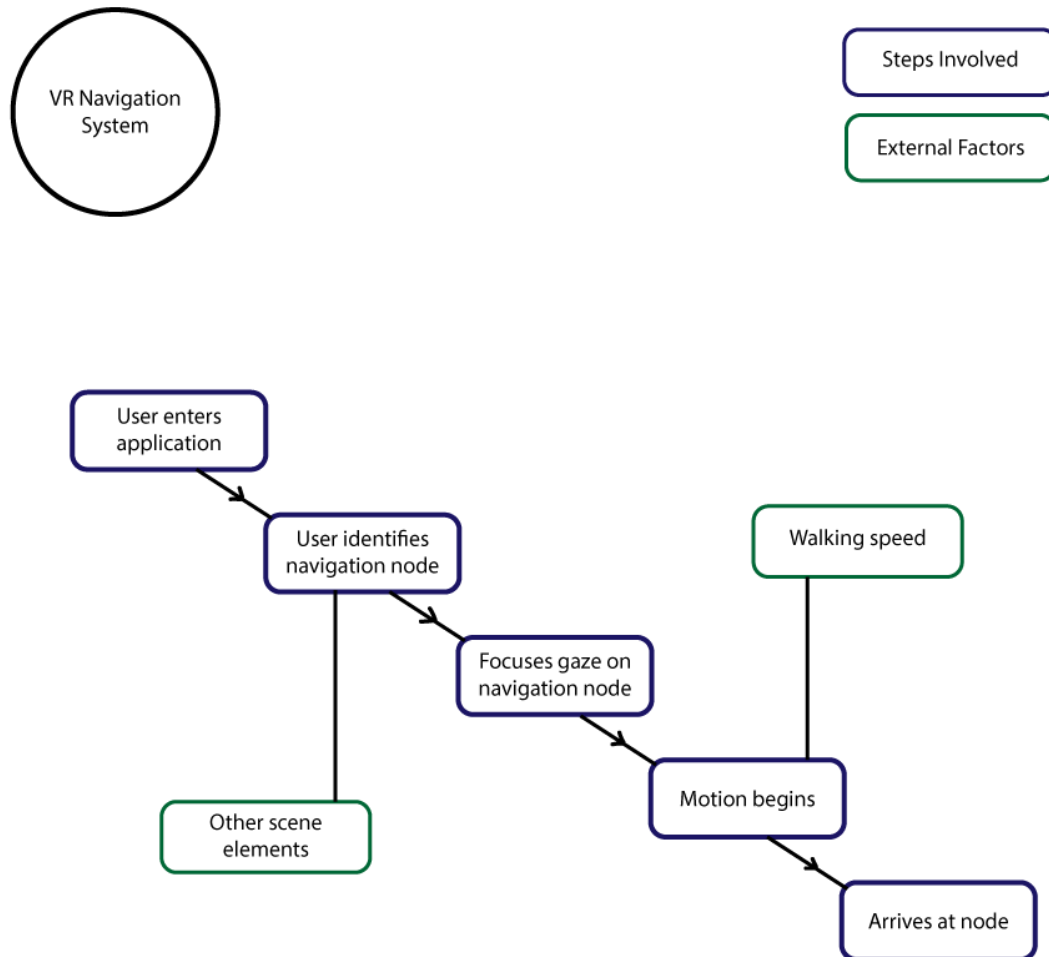 VR Navigation
System
Steps Involved
External Factors
User enters
application
User identifies
navigation node
Walking speed
Focuses gaze on
navigation node
Motion begins
Other scene
elements
Arrives at node